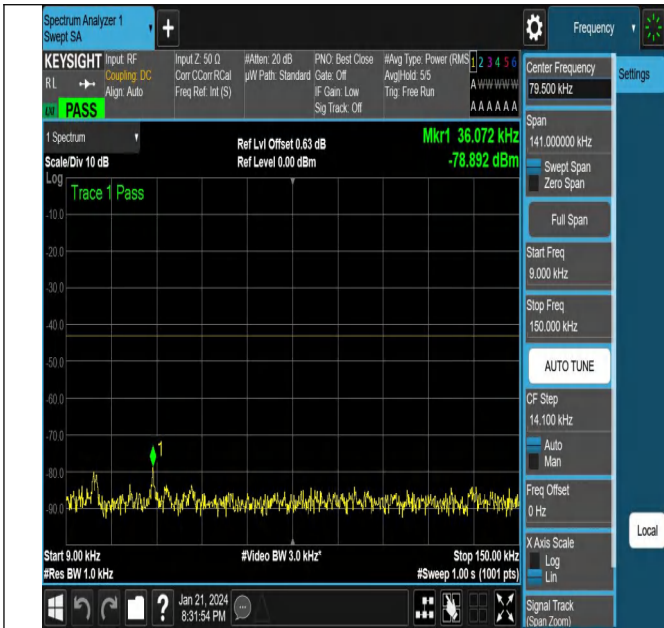 Spectrum Analyzer 1
Swept SA
+
Frequency
KEYSIGHT
RL
LXI
PASS
Input: RF
Coupling: DC
Align: Auto
Input Z: 50 Ω
Corr CCorr RCal
Freq Ref: Int (S)
#Atten: 20 dB
µW Path: Standard
PNO: Best Close
Gate: Off
IF Gain: Low
Sig Track: Off
#Avg Type: Power (RMS
Avg|Hold: 5/5
Trig: Free Run
1 2 3 4 5 6
A W W W W W
A A A A A A
1 Spectrum
Scale/Div 10 dB
Ref Lvl Offset 0.63 dB
Ref Level 0.00 dBm
Mkr1 36.072 kHz
-78.892 dBm
Log
Trace 1 Pass
-10.0
-20.0
-30.0
-40.0
-50.0
-60.0
-70.0
-80.0
-90.0
1
Start 9.00 kHz
#Res BW 1.0 kHz
#Video BW 3.0 kHz*
Stop 150.00 kHz
#Sweep 1.00 s (1001 pts)
?
Jan 21, 2024
8:31:54 PM
Center Frequency
79.500 kHz
Settings
Span
141.000000 kHz
Swept Span
Zero Span
Full Span
Start Freq
9.000 kHz
Stop Freq
150.000 kHz
AUTO TUNE
CF Step
14.100 kHz
Auto
Man
Freq Offset
0 Hz
Local
X Axis Scale
Log
Lin
Signal Track
(Span Zoom)